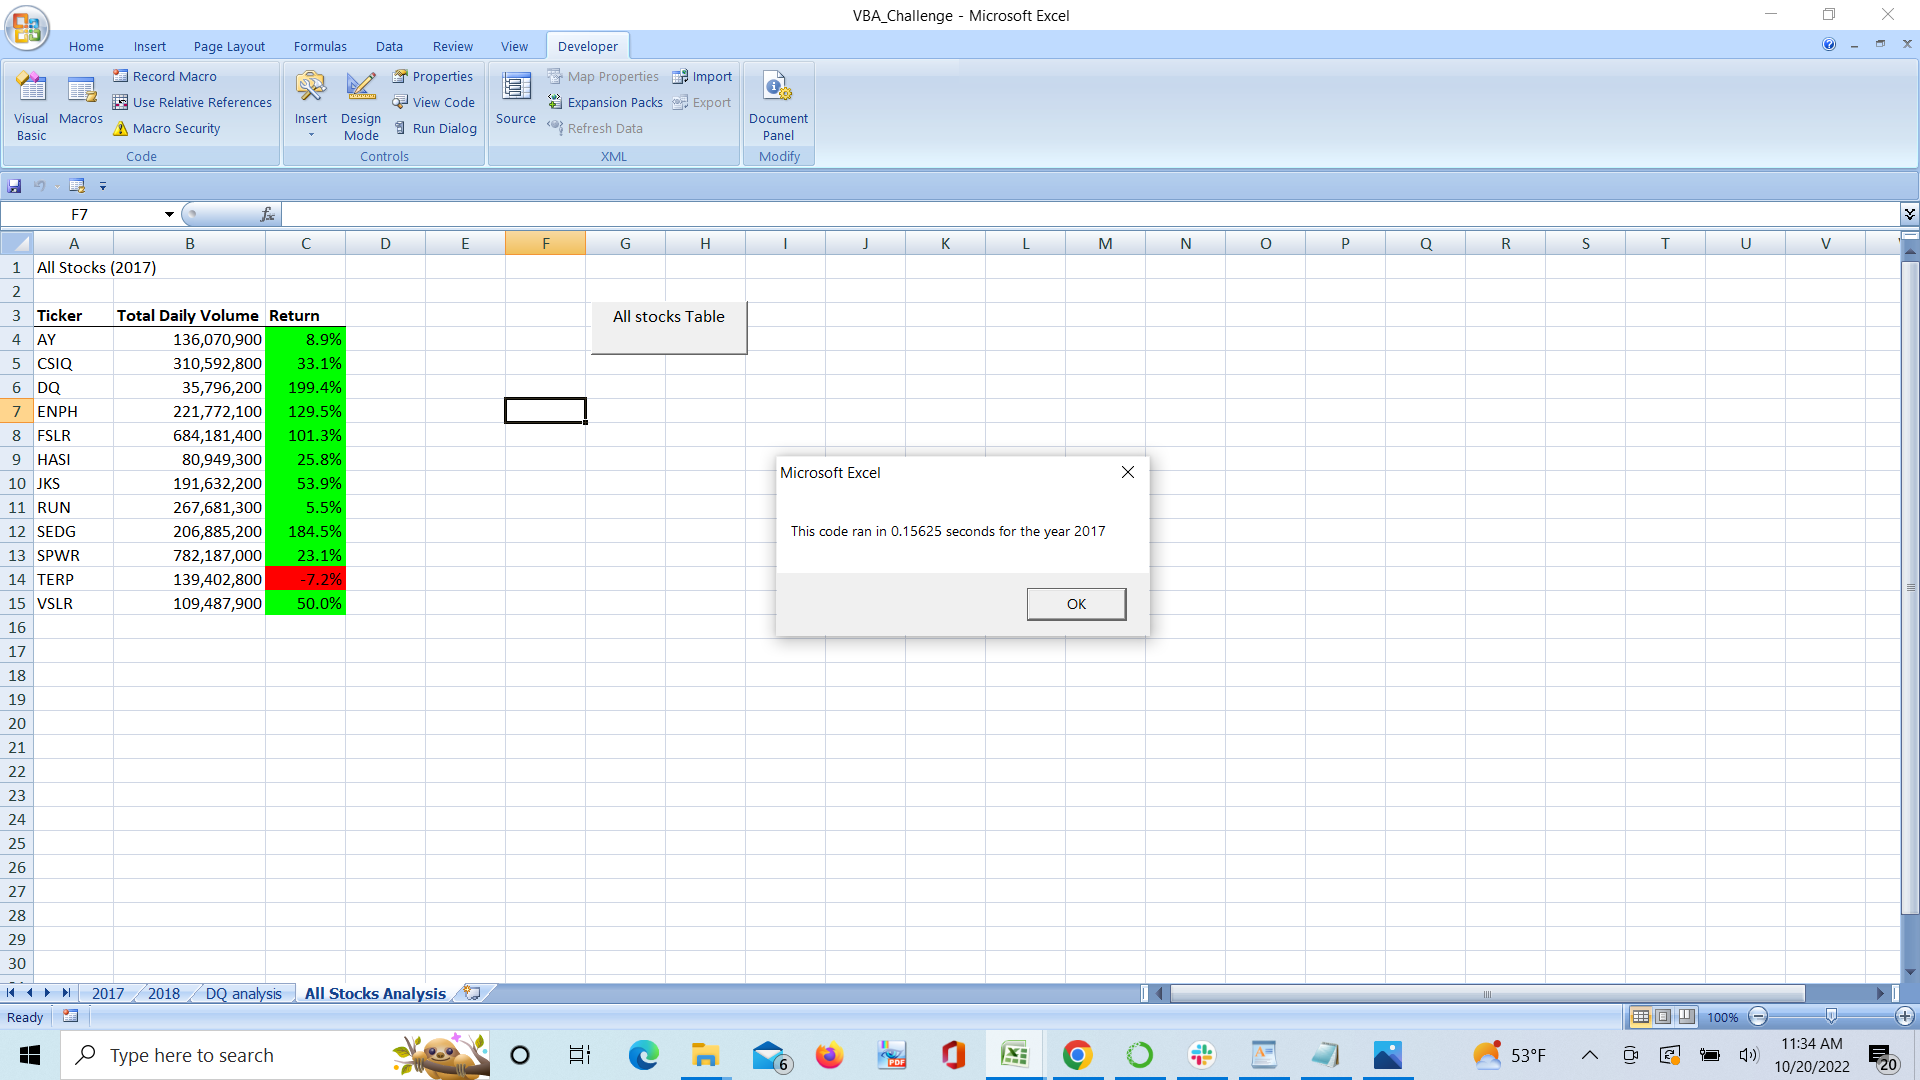 VBA_Challenge - Microsoft Excel
Home Insert Page Layout Formulas Data Review View Developer
Visual Basic
Macros
Record Macro
Use Relative References
Macro Security
Code
Insert
Design Mode
Properties
View Code
Run Dialog
Controls
Source
Map Properties
Expansion Packs
Refresh Data
Import
Export
XML
Document Panel
Modify
F7
fx
A B C D E F G H I J K L M N O P Q R S T U V
1 All Stocks (2017)
2
3 Ticker Total Daily Volume Return
4 AY 136,070,900 8.9%
5 CSIQ 310,592,800 33.1%
6 DQ 35,796,200 199.4%
7 ENPH 221,772,100 129.5%
8 FSLR 684,181,400 101.3%
9 HASI 80,949,300 25.8%
10 JKS 191,632,200 53.9%
11 RUN 267,681,300 5.5%
12 SEDG 206,885,200 184.5%
13 SPWR 782,187,000 23.1%
14 TERP 139,402,800 -7.2%
15 VSLR 109,487,900 50.0%
16
17
18
19
20
21
22
23
24
25
26
27
28
29
30
All stocks Table
Microsoft Excel
This code ran in 0.15625 seconds for the year 2017
OK
2017 2018 DQ analysis All Stocks Analysis
Ready
100%
Type here to search
6
PDF
53°F
11:34 AM
10/20/2022
20